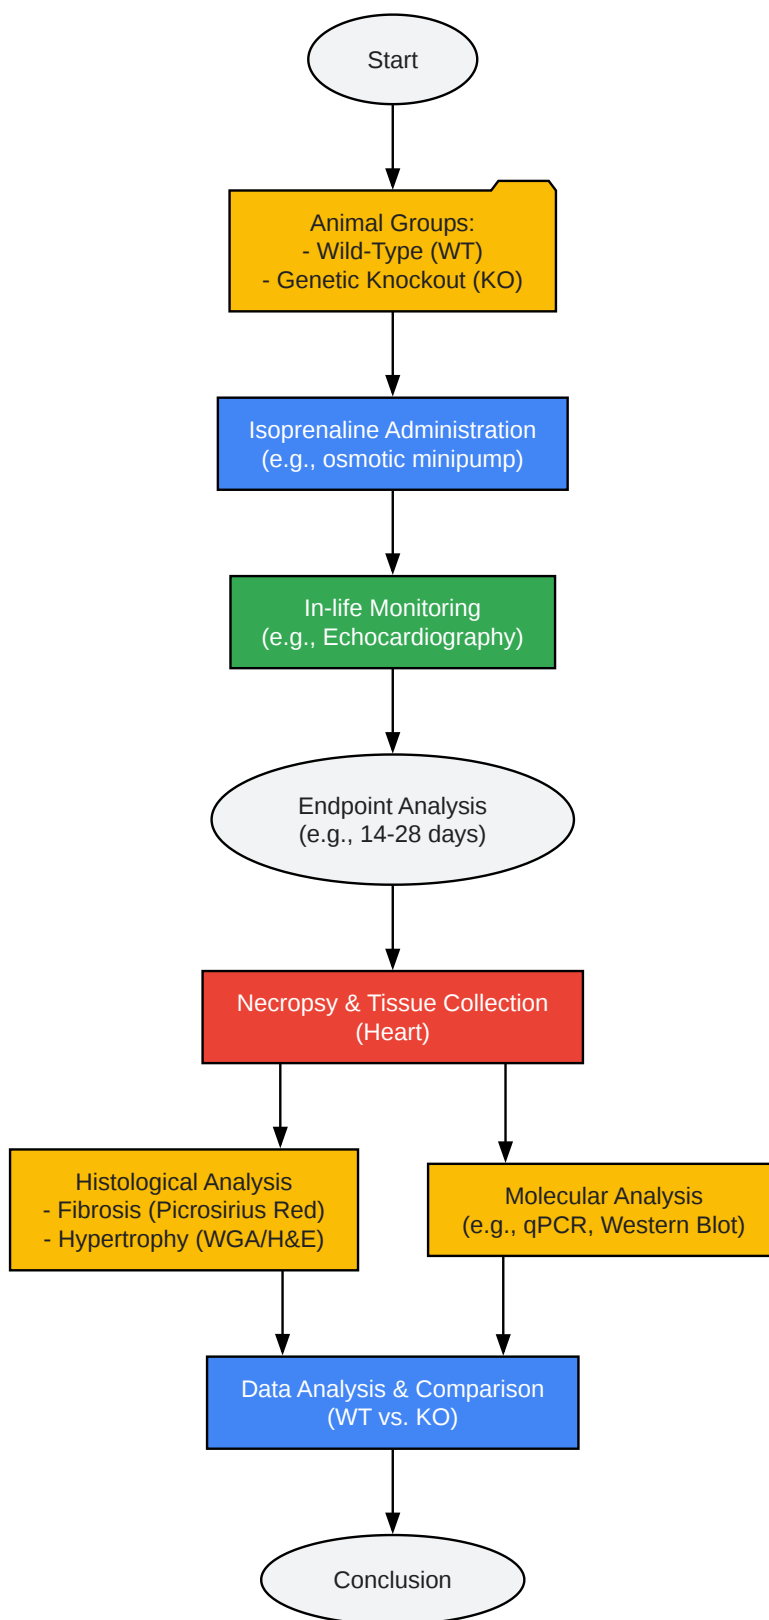 Start
Animal Groups:
- Wild-Type (WT)
- Genetic Knockout (KO)
Isoprenaline Administration
(e.g., osmotic minipump)
In-life Monitoring
(e.g., Echocardiography)
Endpoint Analysis
(e.g., 14-28 days)
Necropsy & Tissue Collection
(Heart)
Histological Analysis
- Fibrosis (Picrosirius Red)
- Hypertrophy (WGA/H&E)
Molecular Analysis
(e.g., qPCR, Western Blot)
Data Analysis & Comparison
(WT vs. KO)
Conclusion